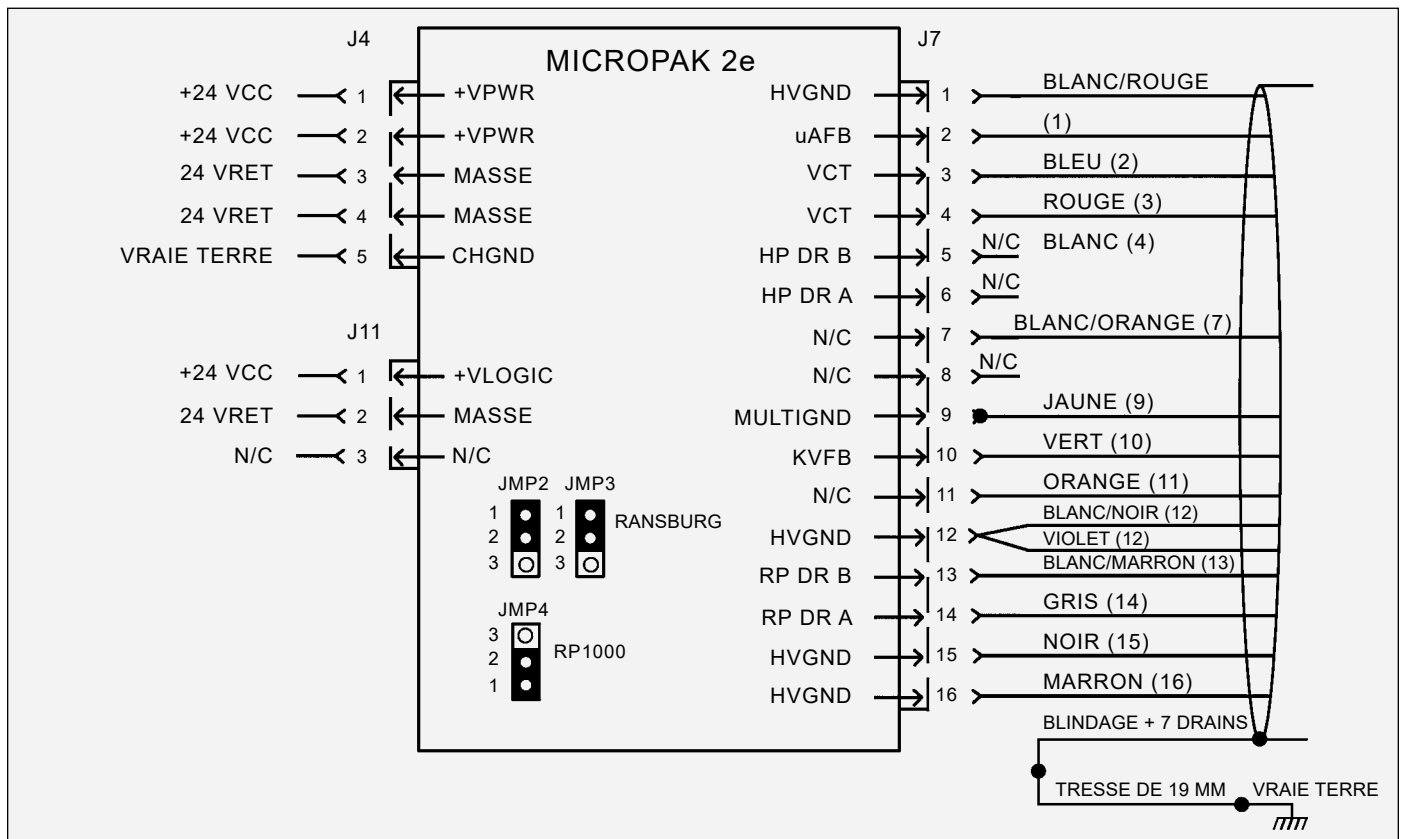 J4
J7
MICROPAK 2e
+24 VCC 1 +VPWR
+24 VCC 2 +VPWR
24 VRET 3 MASSE
24 VRET 4 MASSE
VRAIE TERRE 5 CHGND
J11
+24 VCC 1 +VLOGIC
24 VRET 2 MASSE
N/C 3 N/C
JMP2 JMP3
1 1
2 2
3 3
RANSBURG
JMP4
3
2
1
RP1000
HVGND 1 BLANC/ROUGE
uAFB 2 (1)
VCT 3 BLEU (2)
VCT 4 ROUGE (3)
HP DR B 5 N/C BLANC (4)
HP DR A 6 N/C
N/C 7 BLANC/ORANGE (7)
N/C 8 N/C
MULTIGND 9 JAUNE (9)
KVFB 10 VERT (10)
N/C 11 ORANGE (11)
HVGND 12 BLANC/NOIR (12)
VIOLET (12)
RP DR B 13 BLANC/MARRON (13)
RP DR A 14 GRIS (14)
HVGND 15 NOIR (15)
HVGND 16 MARRON (16)
BLINDAGE + 7 DRAINS
TRESSE DE 19 MM VRAIE TERRE